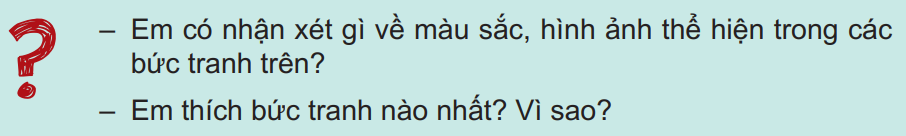 – Em có nhận xét gì về màu sắc, hình ảnh thể hiện trong các
bức tranh trên?
– Em thích bức tranh nào nhất? Vì sao?